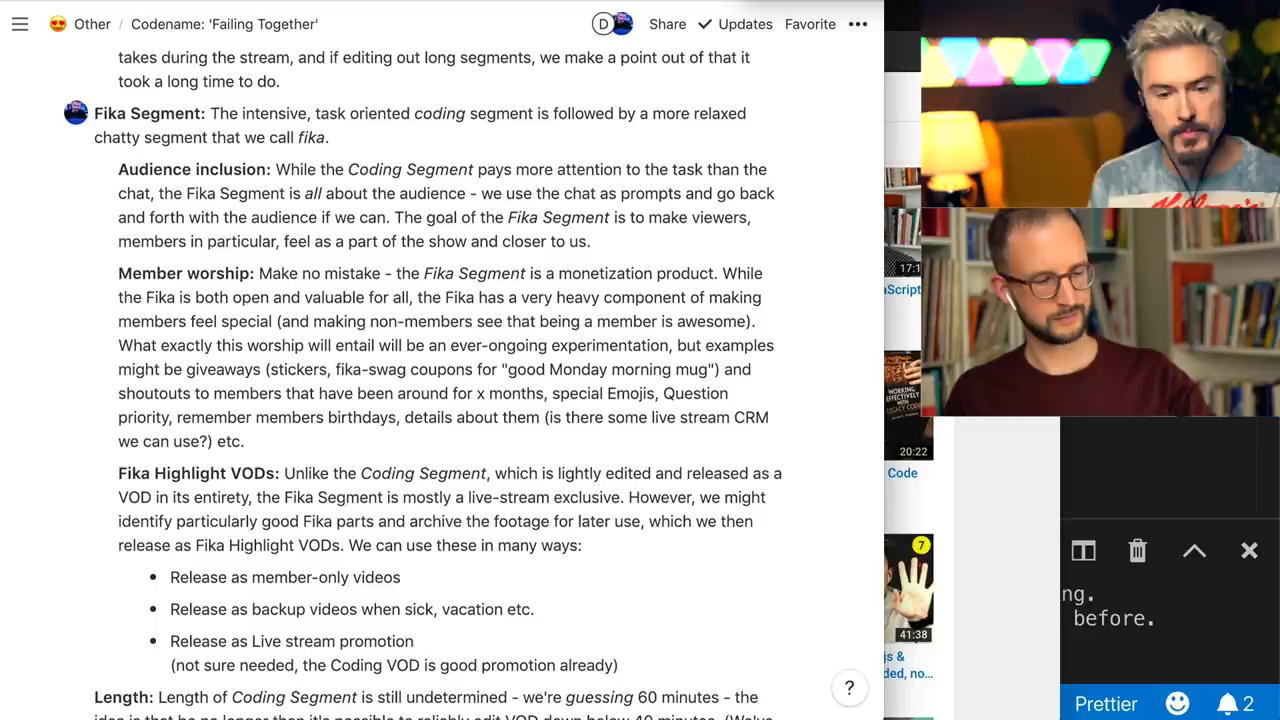 Other / Codename: 'Failing Together'
D
Share
Updates
Favorite
takes during the stream, and if editing out long segments, we make a point out of that it
took a long time to do.
Fika Segment: The intensive, task oriented coding segment is followed by a more relaxed
chatty segment that we call fika.
Audience inclusion: While the Coding Segment pays more attention to the task than the
chat, the Fika Segment is all about the audience - we use the chat as prompts and go back
and forth with the audience if we can. The goal of the Fika Segment is to make viewers,
members in particular, feel as a part of the show and closer to us.
Member worship: Make no mistake - the Fika Segment is a monetization product. While
the Fika is both open and valuable for all, the Fika has a very heavy component of making
members feel special (and making non-members see that being a member is awesome).
What exactly this worship will entail will be an ever-ongoing experimentation, but examples
might be giveaways (stickers, fika-swag coupons for "good Monday morning mug") and
shoutouts to members that have been around for x months, special Emojis, Question
priority, remember members birthdays, details about them (is there some live stream CRM
we can use?) etc.
Fika Highlight VODs: Unlike the Coding Segment, which is lightly edited and released as a
VOD in its entirety, the Fika Segment is mostly a live-stream exclusive. However, we might
identify particularly good Fika parts and archive the footage for later use, which we then
release as Fika Highlight VODs. We can use these in many ways:
• Release as member-only videos
• Release as backup videos when sick, vacation etc.
• Release as Live stream promotion
(not sure needed, the Coding VOD is good promotion already)
Length: Length of Coding Segment is still undetermined - we're guessing 60 minutes - the
?
17:1
aScript
WORKING
EFFECTIVELY
WITH
LEGACY CODE
20:22
Code
7
41:38
js &
ded, no...
ng.
before.
Prettier
2